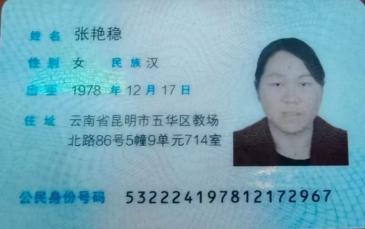 姓名 张艳稳
性别 女 民族 汉
出生 1978 年 12 月 17 日
住址 云南省昆明市五华区教场
北路86号5幢9单元714室
公民身份号码 532224197812172967